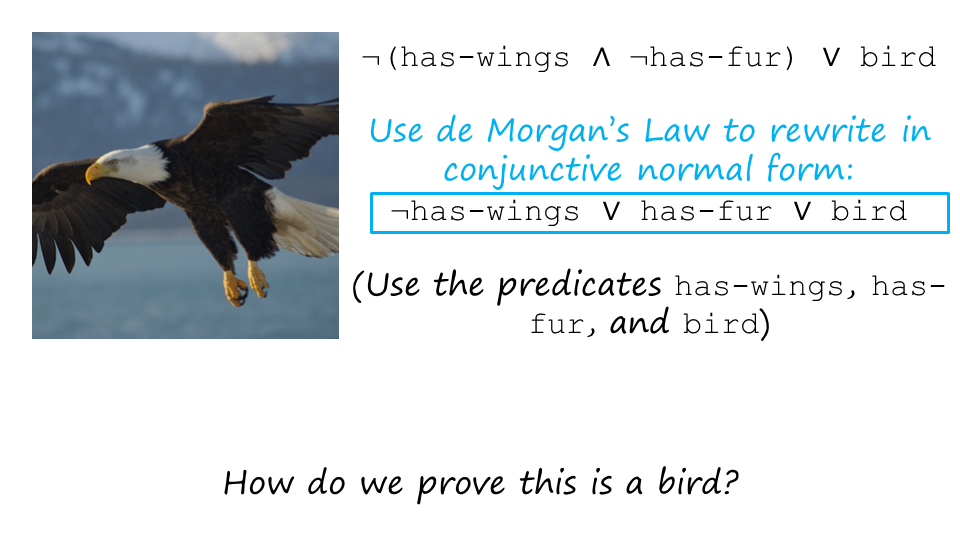 ¬(has-wings ∧ ¬has-fur) ∨ bird
Use de Morgan’s Law to rewrite in
conjunctive normal form:
¬has-wings ∨ has-fur ∨ bird
(Use the predicates has-wings, has-
fur, and bird)
How do we prove this is a bird?